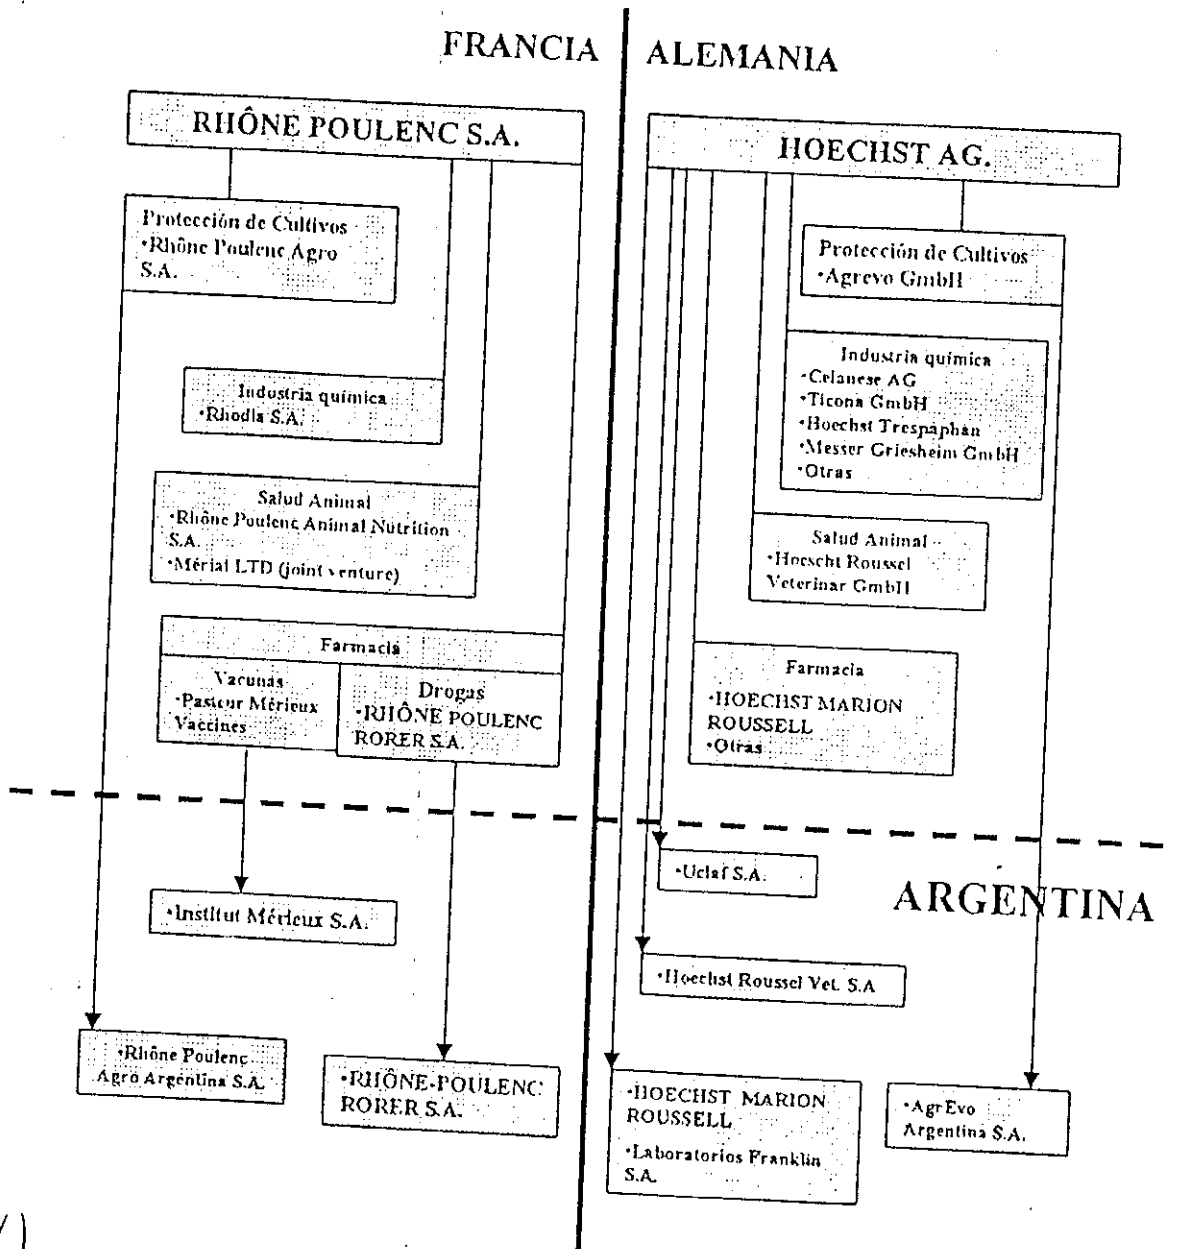 FRANCIA
ALEMANIA
RHÔNE POULENC S.A.
Protección de Cultivos
•Rhône Poulenc Agro
S.A.
Industria química
•Rhodia S.A.
Salud Animal
•Rhône Poulenc Animal Nutrition
S.A.
•Mérial LTD (joint venture)
Farmacia
Vacunas
•Pasteur Mérieux
Vaccines
Drogas
•RHÔNE POULENC
RORER S.A.
HOECHST AG.
Protección de Cultivos
•Agrevo GmbH
Industria química
•Celanese AG
•Ticona GmbH
•Hoechst Trespaphan
•Messer Griesheim GmbH
•Otras
Salud Animal
•Hoescht Roussel
Veterinar GmbH
Farmacia
•HOECHST MARION
ROUSSELL
•Otras
ARGENTINA
•Institut Mérieux S.A.
•Rhône Poulenc
Agro Argentina S.A.
•RHÔNE-POULENC
RORER S.A.
•Uclaf S.A.
•Hoechst Roussel Vet. S.A
•HOECHST MARION
ROUSSELL
•Laboratorios Franklin
S.A.
•AgrEvo
Argentina S.A.